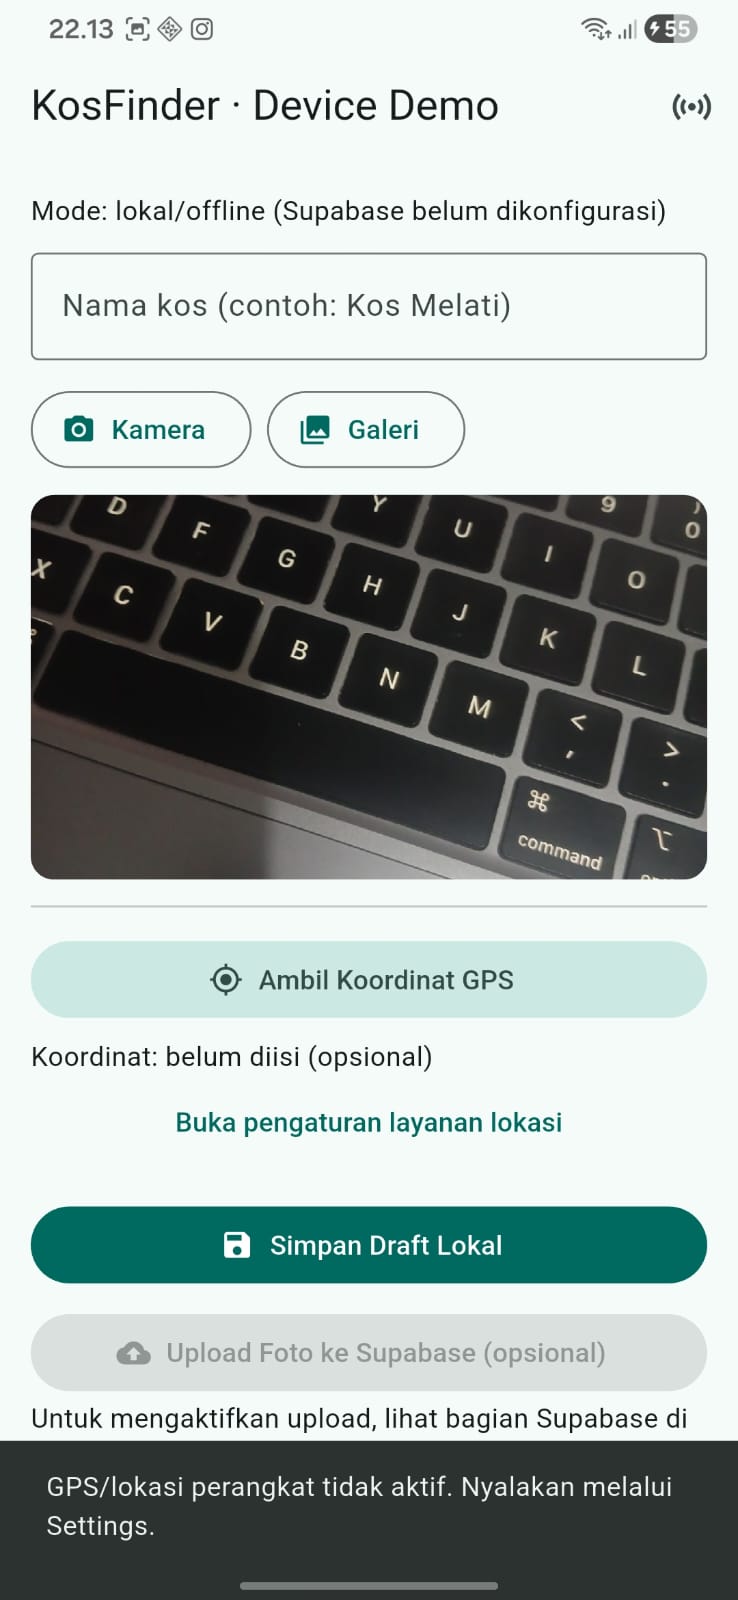 22.13
55
KosFinder · Device Demo
Mode: lokal/offline (Supabase belum dikonfigurasi)
Nama kos (contoh: Kos Melati)
Kamera
Galeri
D F G Y H U J 9 I K ) 0 O L
X C V B N M < , > .
⌘
command
⌥
Ambil Koordinat GPS
Koordinat: belum diisi (opsional)
Buka pengaturan layanan lokasi
Simpan Draft Lokal
Upload Foto ke Supabase (opsional)
Untuk mengaktifkan upload, lihat bagian Supabase di
GPS/lokasi perangkat tidak aktif. Nyalakan melalui
Settings.